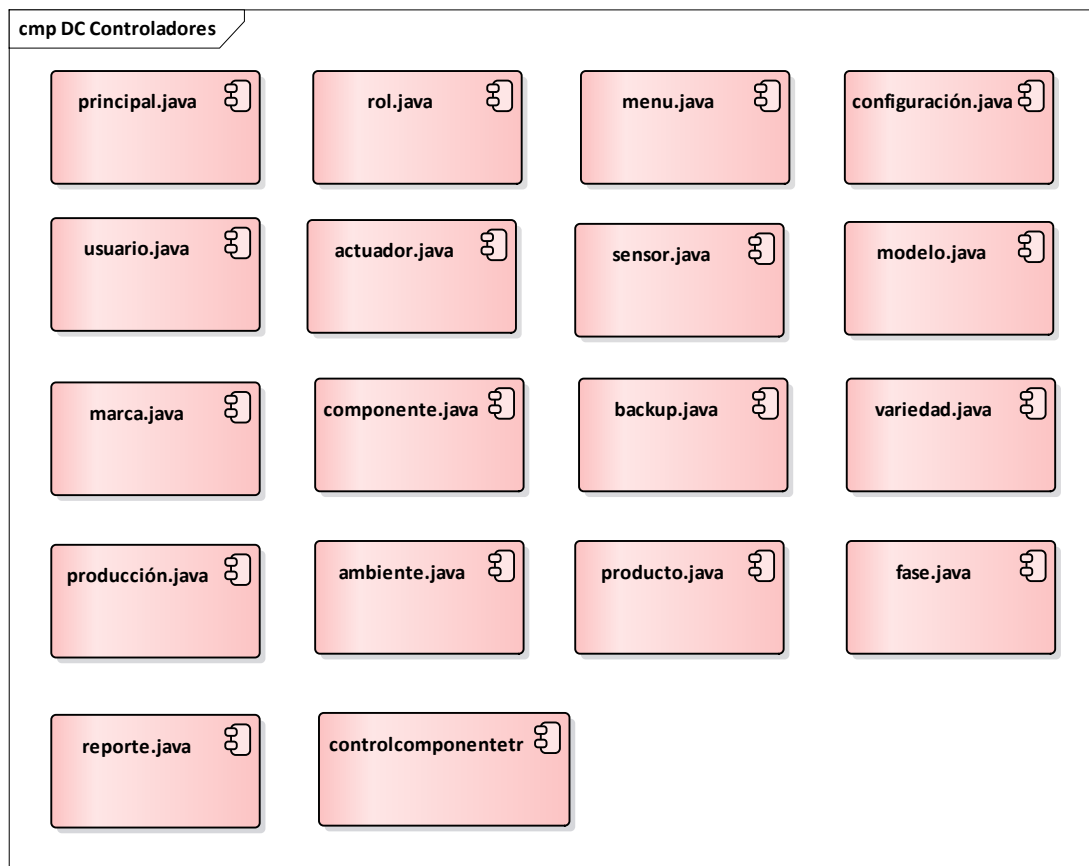 cmp DC Controladores
principal.java
rol.java
menu.java
configuración.java
usuario.java
actuador.java
sensor.java
modelo.java
marca.java
componente.java
backup.java
variedad.java
producción.java
ambiente.java
producto.java
fase.java
reporte.java
controlcomponentetr